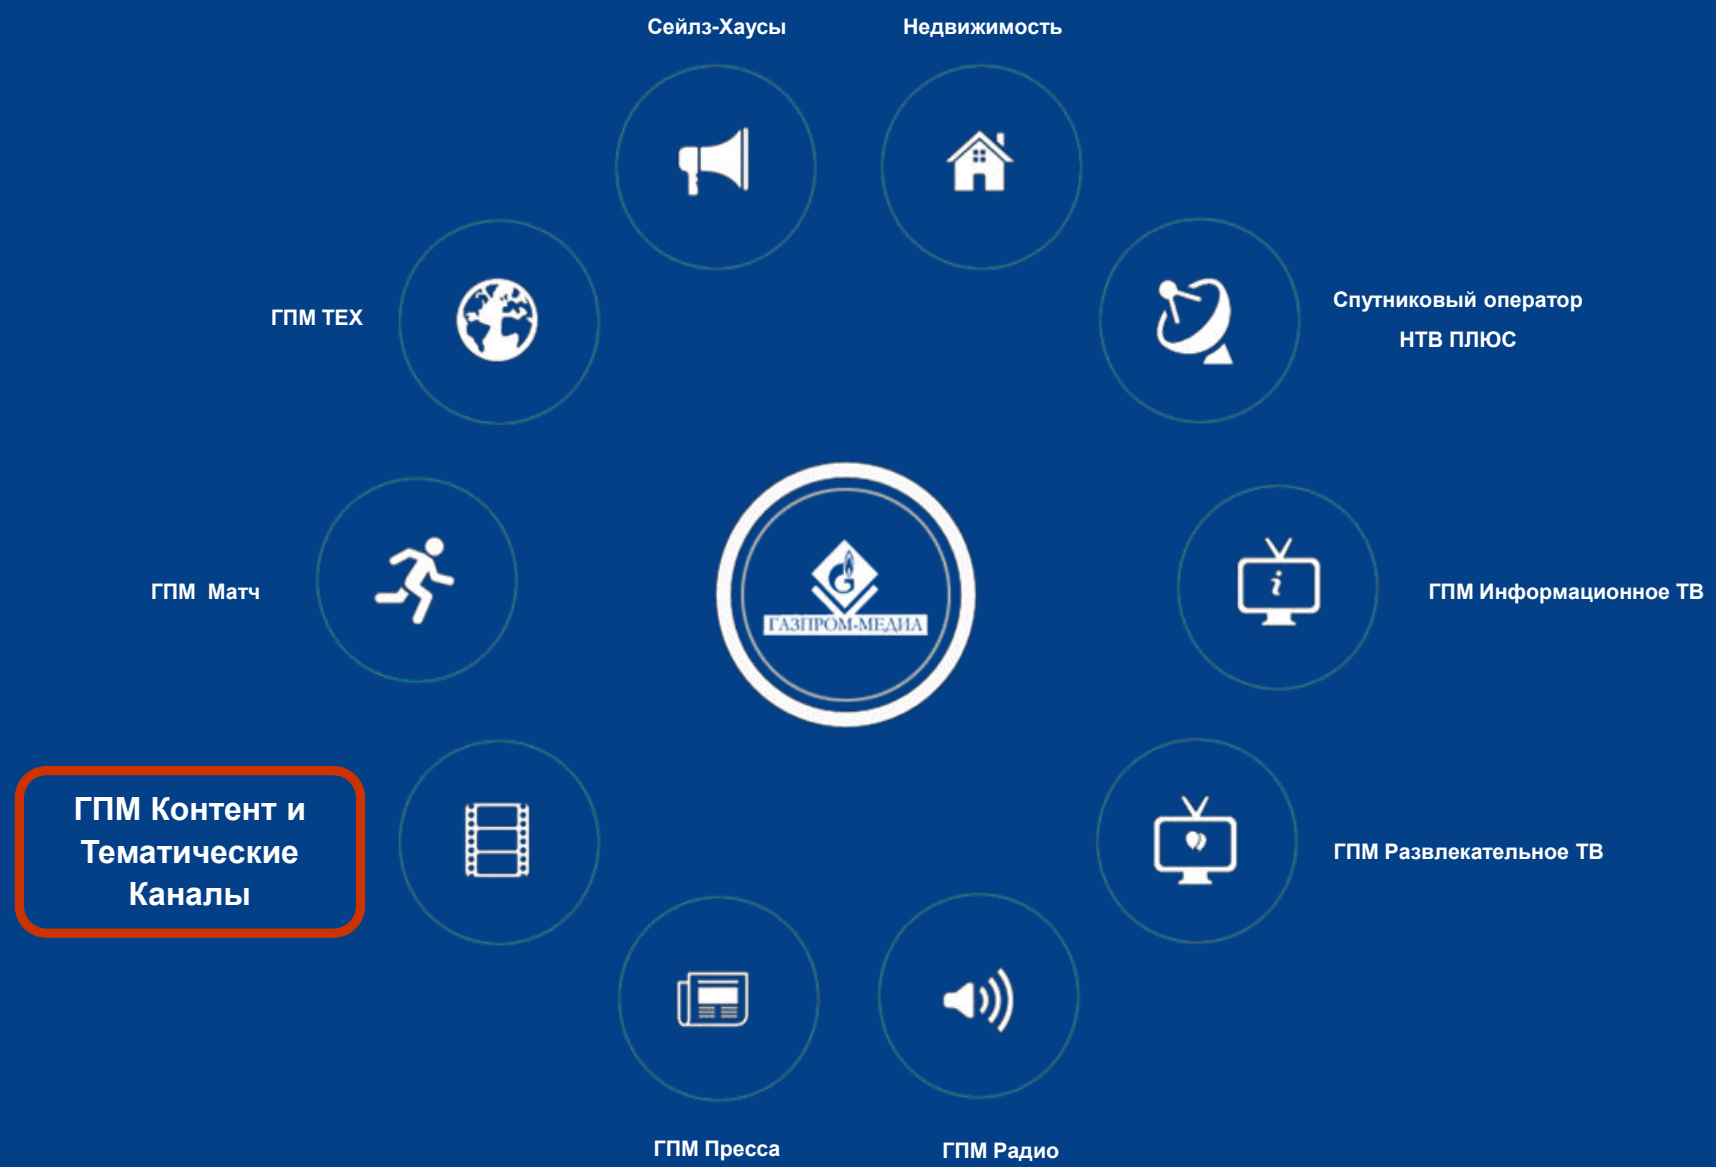 Сейлз-Хаусы
Недвижимость
ГПМ ТЕХ
Спутниковый оператор
НТВ ПЛЮС
ГАЗПРОМ-МЕДИА
ГПМ Матч
ГПМ Информационное ТВ
ГПМ Контент и
Тематические
Каналы
ГПМ Развлекательное ТВ
ГПМ Пресса
ГПМ Радио